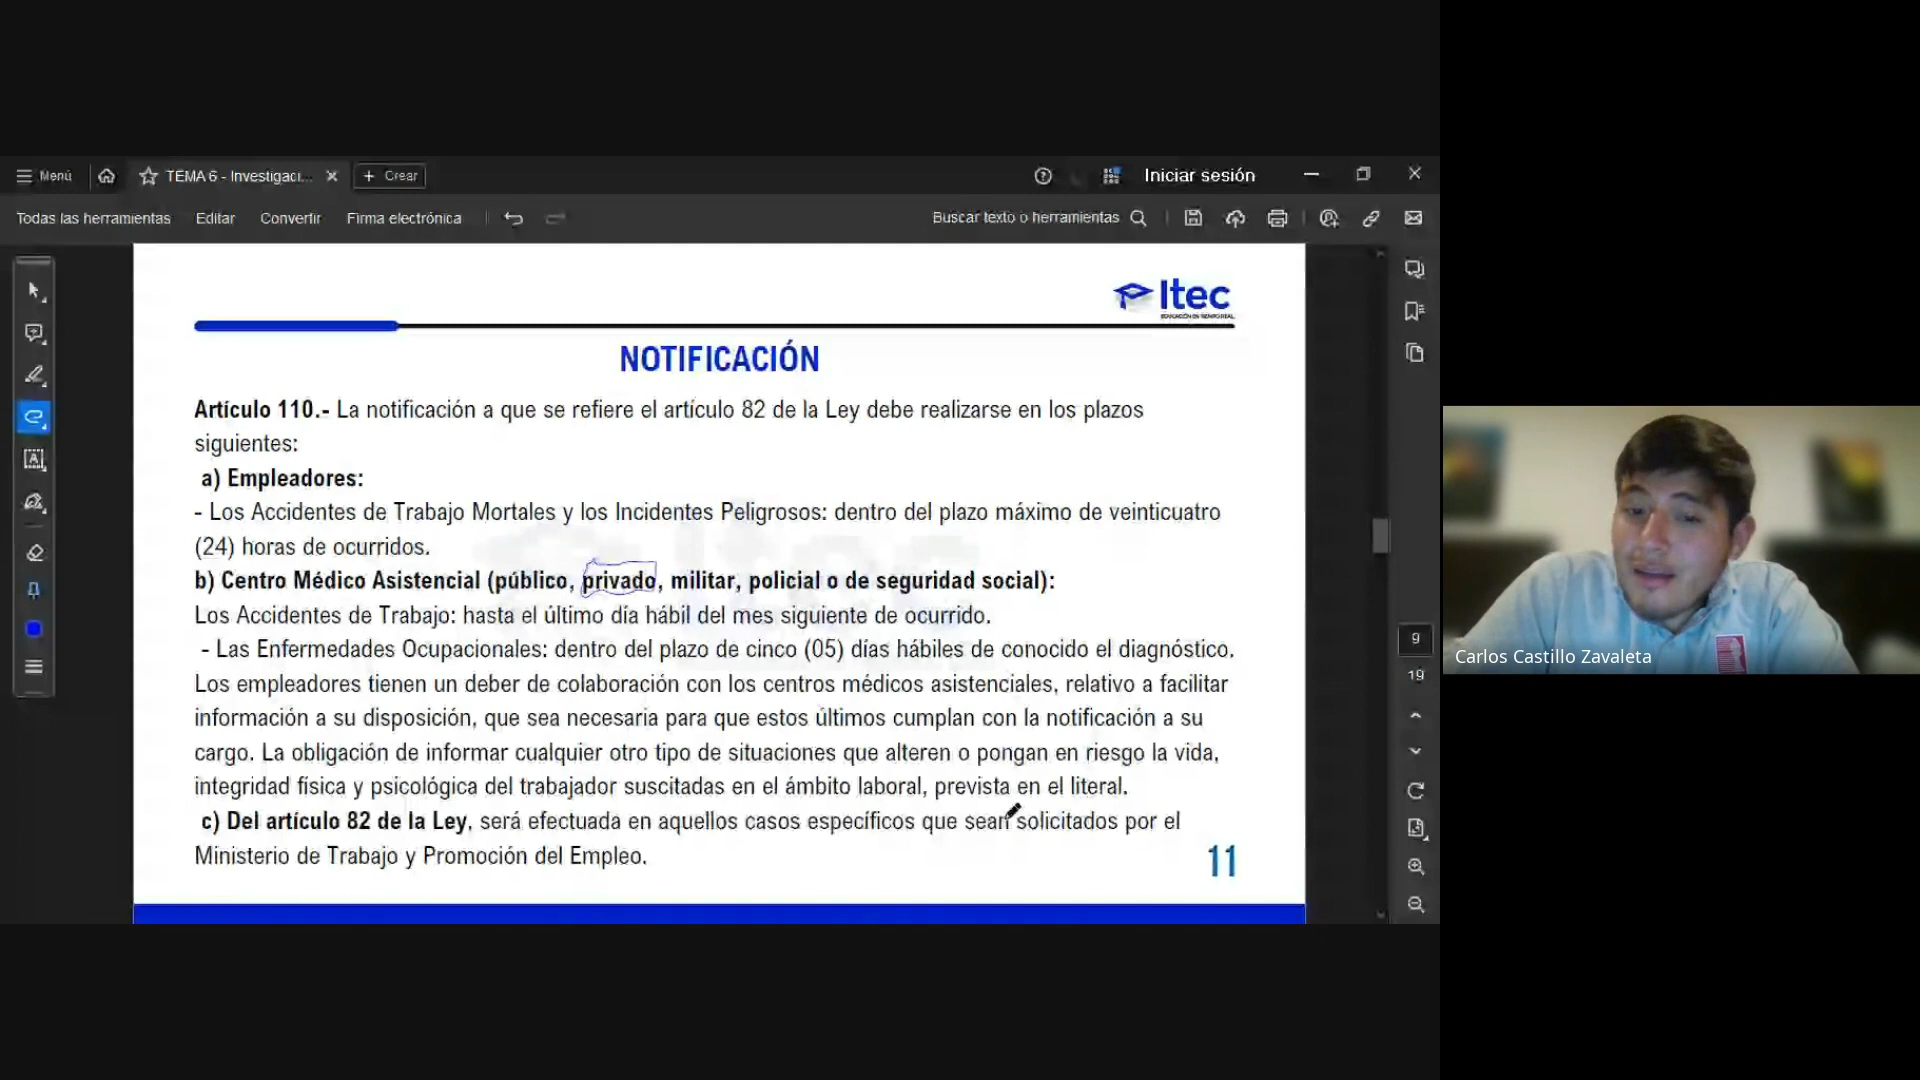 Menú
TEMA 6 - Investigaci...
Crear
Iniciar sesión
Todas las herramientas
Editar
Convertir
Firma electrónica
Buscar texto o herramientas
Itec
EDUCACIÓN EN TIEMPO REAL
NOTIFICACIÓN
Artículo 110.- La notificación a que se refiere el artículo 82 de la Ley debe realizarse en los plazos
siguientes:
a) Empleadores:
- Los Accidentes de Trabajo Mortales y los Incidentes Peligrosos: dentro del plazo máximo de veinticuatro
(24) horas de ocurridos.
b) Centro Médico Asistencial (público, privado, militar, policial o de seguridad social):
Los Accidentes de Trabajo: hasta el último día hábil del mes siguiente de ocurrido.
- Las Enfermedades Ocupacionales: dentro del plazo de cinco (05) días hábiles de conocido el diagnóstico.
Los empleadores tienen un deber de colaboración con los centros médicos asistenciales, relativo a facilitar
información a su disposición, que sea necesaria para que estos últimos cumplan con la notificación a su
cargo. La obligación de informar cualquier otro tipo de situaciones que alteren o pongan en riesgo la vida,
integridad física y psicológica del trabajador suscitadas en el ámbito laboral, prevista en el literal.
c) Del artículo 82 de la Ley, será efectuada en aquellos casos específicos que sean solicitados por el
Ministerio de Trabajo y Promoción del Empleo.
11
9
19
Carlos Castillo Zavaleta